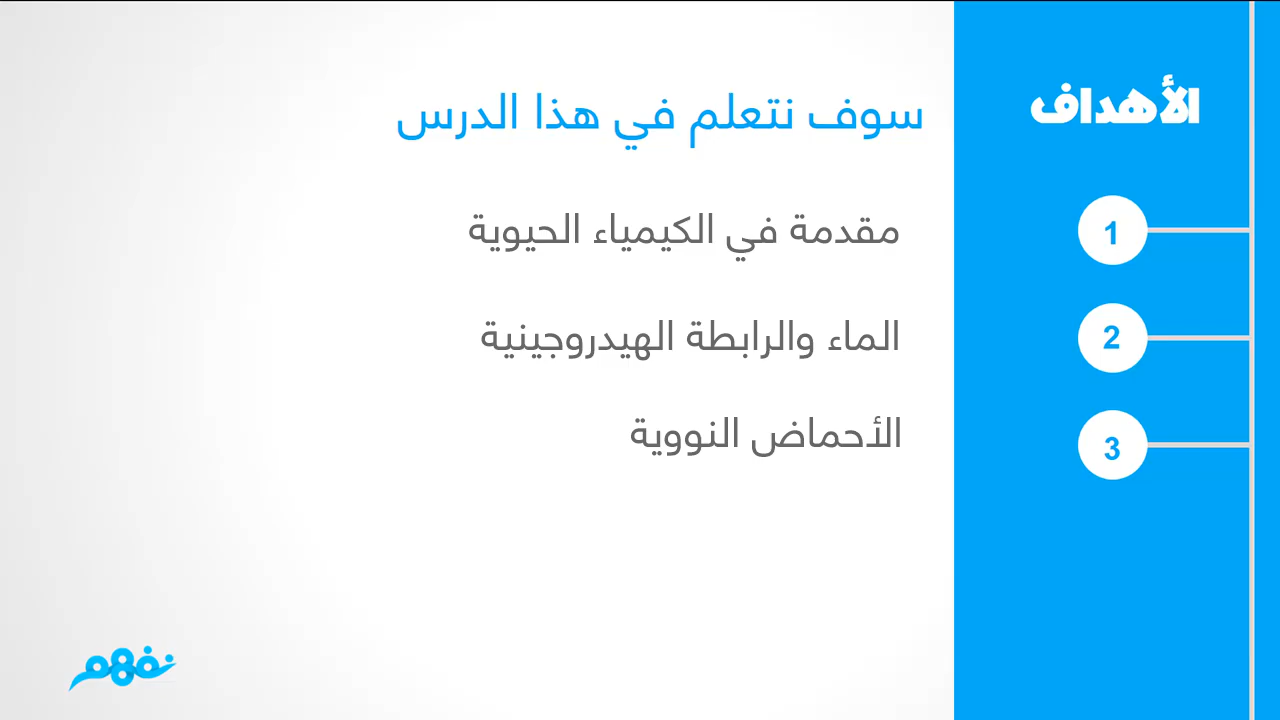 الأهداف
سوف نتعلم في هذا الدرس
1
مقدمة في الكيمياء الحيوية
2
الماء والرابطة الهيدروجينية
3
الأحماض النووية
نفهم